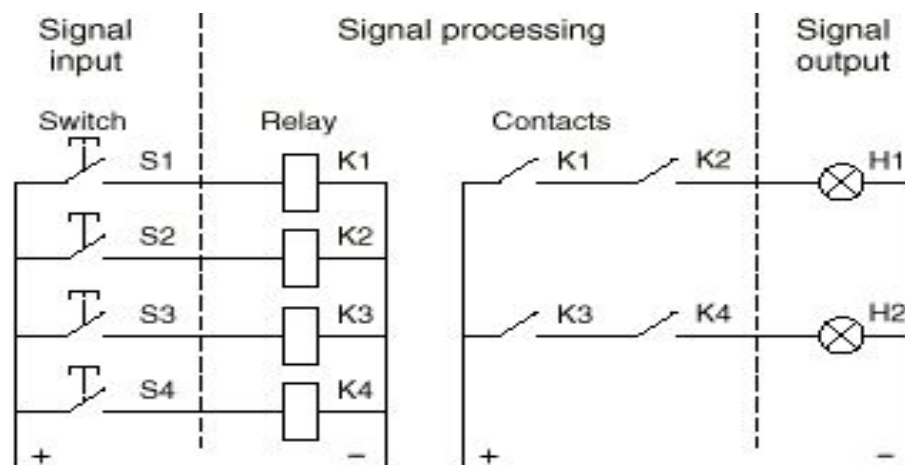 Signal
input
Signal processing
Signal
output
Switch
Relay
Contacts
S1
K1
K1
K2
H1
S2
K2
S3
K3
K3
K4
H2
S4
K4
+
–
+
–